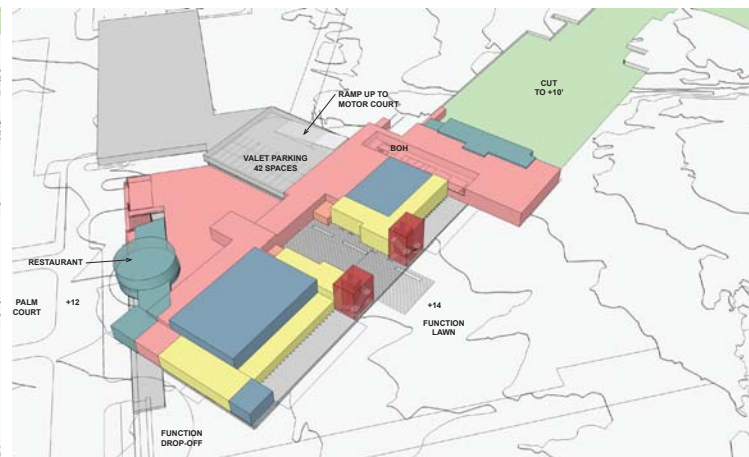 CUT
TO +10'
RAMP UP TO
MOTOR COURT
BOH
VALET PARKING
42 SPACES
RESTAURANT
PALM
COURT
+12
+14
FUNCTION
LAWN
FUNCTION
DROP-OFF